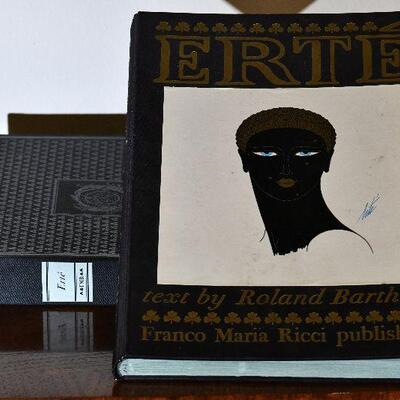 ERTÉ
text by Roland Barth
Franco Maria Ricci publish
Erté